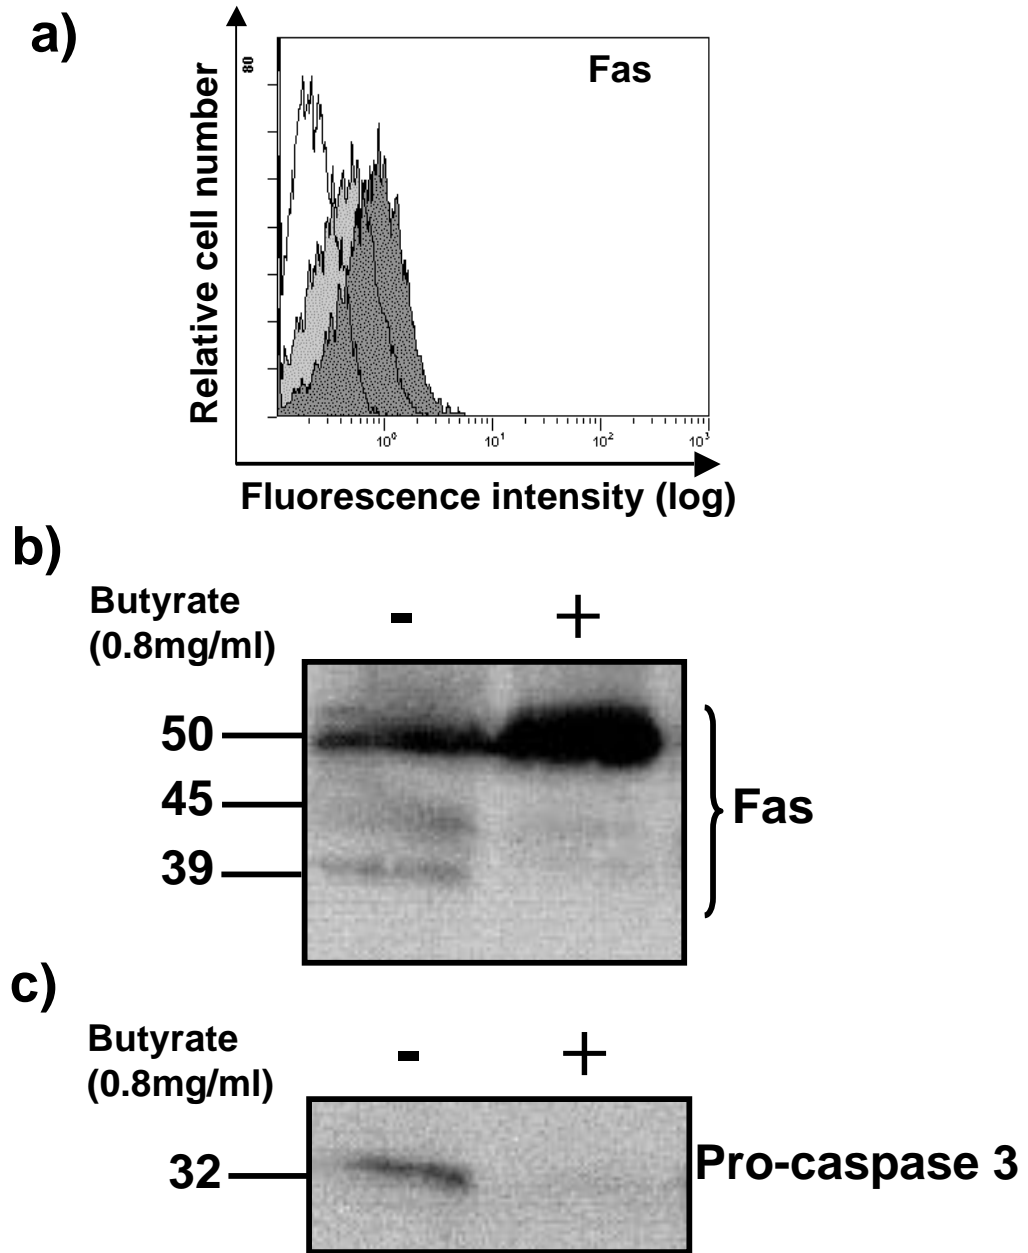 a)
80
Fas
Relative cell number
10⁰ 10¹ 10² 10³
Fluorescence intensity (log)
b)
Butyrate
(0.8mg/ml)
- +
50
45
39
Fas
c)
Butyrate
(0.8mg/ml)
- +
32
Pro-caspase 3